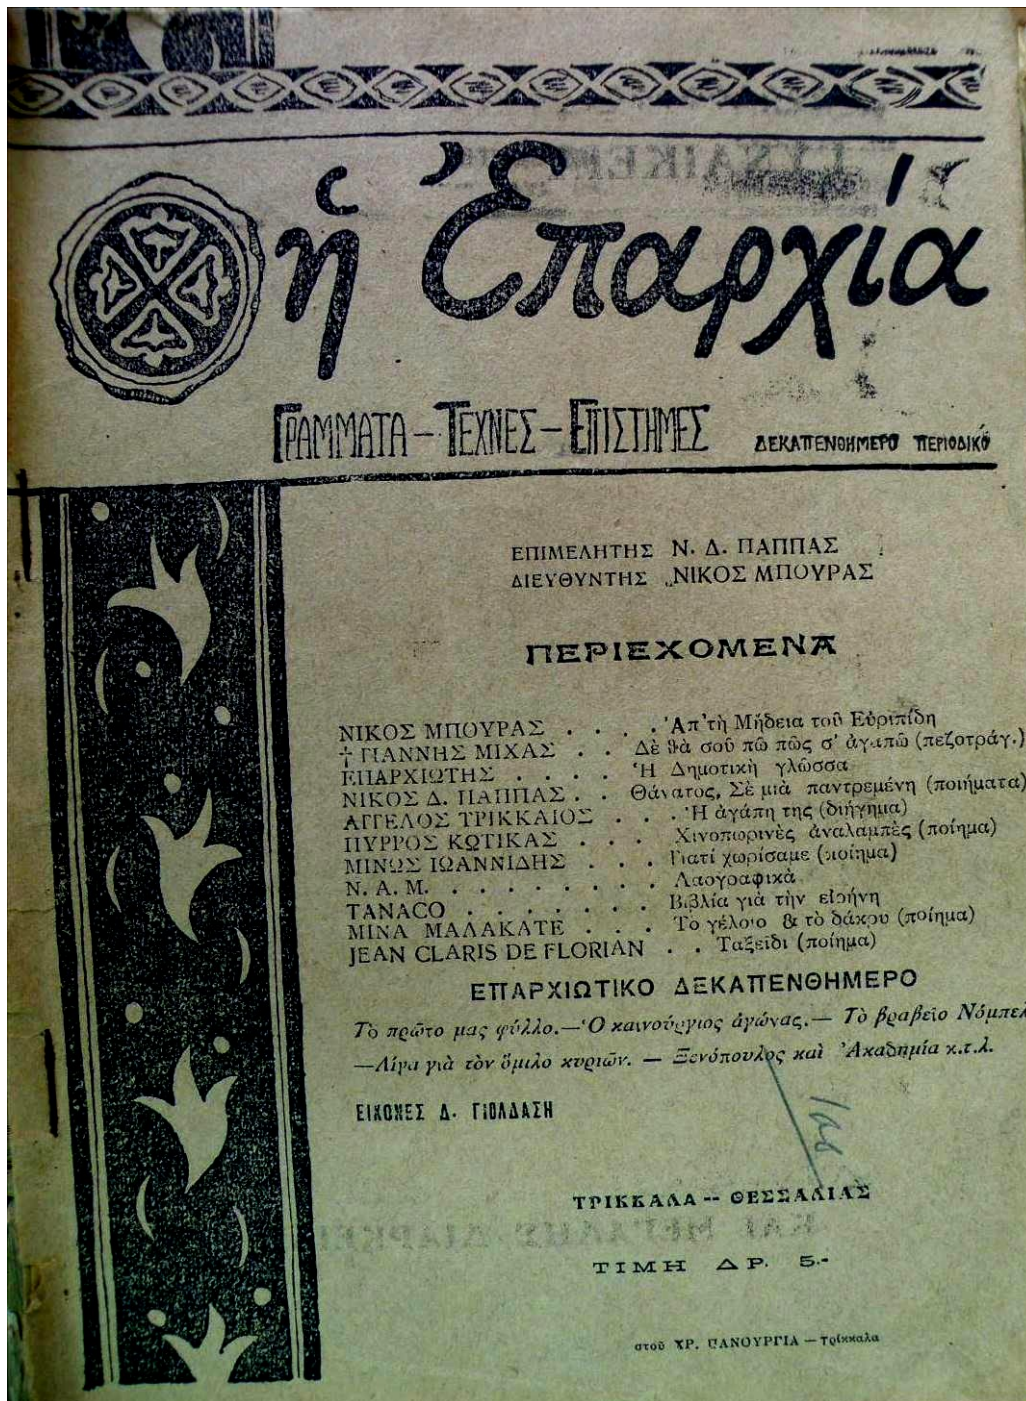 ἡ Ἐπαρχία
ΓΡΑΜΜΑΤΑ – ΤΕΧΝΕΣ – ΕΠΙΣΤΗΜΕΣ ΔΕΚΑΠΕΝΘΗΜΕΡΟ ΠΕΡΙΟΔΙΚΟ
ΕΠΙΜΕΛΗΤΗΣ Ν. Δ. ΠΑΠΠΑΣ
ΔΙΕΥΘΥΝΤΗΣ ΝΙΚΟΣ ΜΠΟΥΡΑΣ
ΠΕΡΙΕΧΟΜΕΝΑ
ΝΙΚΟΣ ΜΠΟΥΡΑΣ . . . . Ἀπ' τὴ Μήδεια τοῦ Εὐριπίδη
† ΓΙΑΝΝΗΣ ΜΙΧΑΣ . . Δὲ θὰ σοῦ πῶ πῶς σ' ἀγαπῶ (πεζοτράγ.)
ΕΠΑΡΧΙΩΤΗΣ . . . . Ἡ Δημοτικὴ γλῶσσα
ΝΙΚΟΣ Δ. ΠΑΠΠΑΣ . . Θάνατος, Σὲ μιὰ παντρεμένη (ποιήματα)
ΑΓΓΕΛΟΣ ΤΡΙΚΚΑΙΟΣ . . . Ἡ ἀγάπη της (διήγημα)
ΠΥΡΡΟΣ ΚΩΤΙΚΑΣ . . . Χινοπωρινὲς ἀναλαμπὲς (ποίημα)
ΜΙΝΩΣ ΙΩΑΝΝΙΔΗΣ . . . Γιατί χωρίσαμε (ποίημα)
Ν. Α. Μ. . . . . . . . . Λαογραφικὰ
TANACO . . . . . . . Βιβλία γιὰ τὴν εἰρήνη
ΜΙΝΑ ΜΑΛΑΚΑΤΕ . . . Τὸ γέλοιο & τὸ δάκρυ (ποίημα)
JEAN CLARIS DE FLORIAN . . Ταξεῖδι (ποίημα)
ΕΠΑΡΧΙΩΤΙΚΟ ΔΕΚΑΠΕΝΘΗΜΕΡΟ
Τὸ πρῶτο μας φύλλο.—Ὁ καινούργιος ἀγώνας.— Τὸ βραβεῖο Νόμπελ
—Λίγα γιὰ τὸν ὅμιλο κυριῶν. — Ξενόπουλος καὶ Ἀκαδημία κ.τ.λ.
ΕΙΚΟΝΕΣ Δ. ΓΙΟΛΔΑΣΗ
ΤΡΙΚΚΑΛΑ -- ΘΕΣΣΑΛΙΑΣ
ΤΙΜΗ ΔΡ. 5.-
στοῦ ΧΡ. ΠΑΝΟΥΡΓΙΑ — Τρίκκαλα